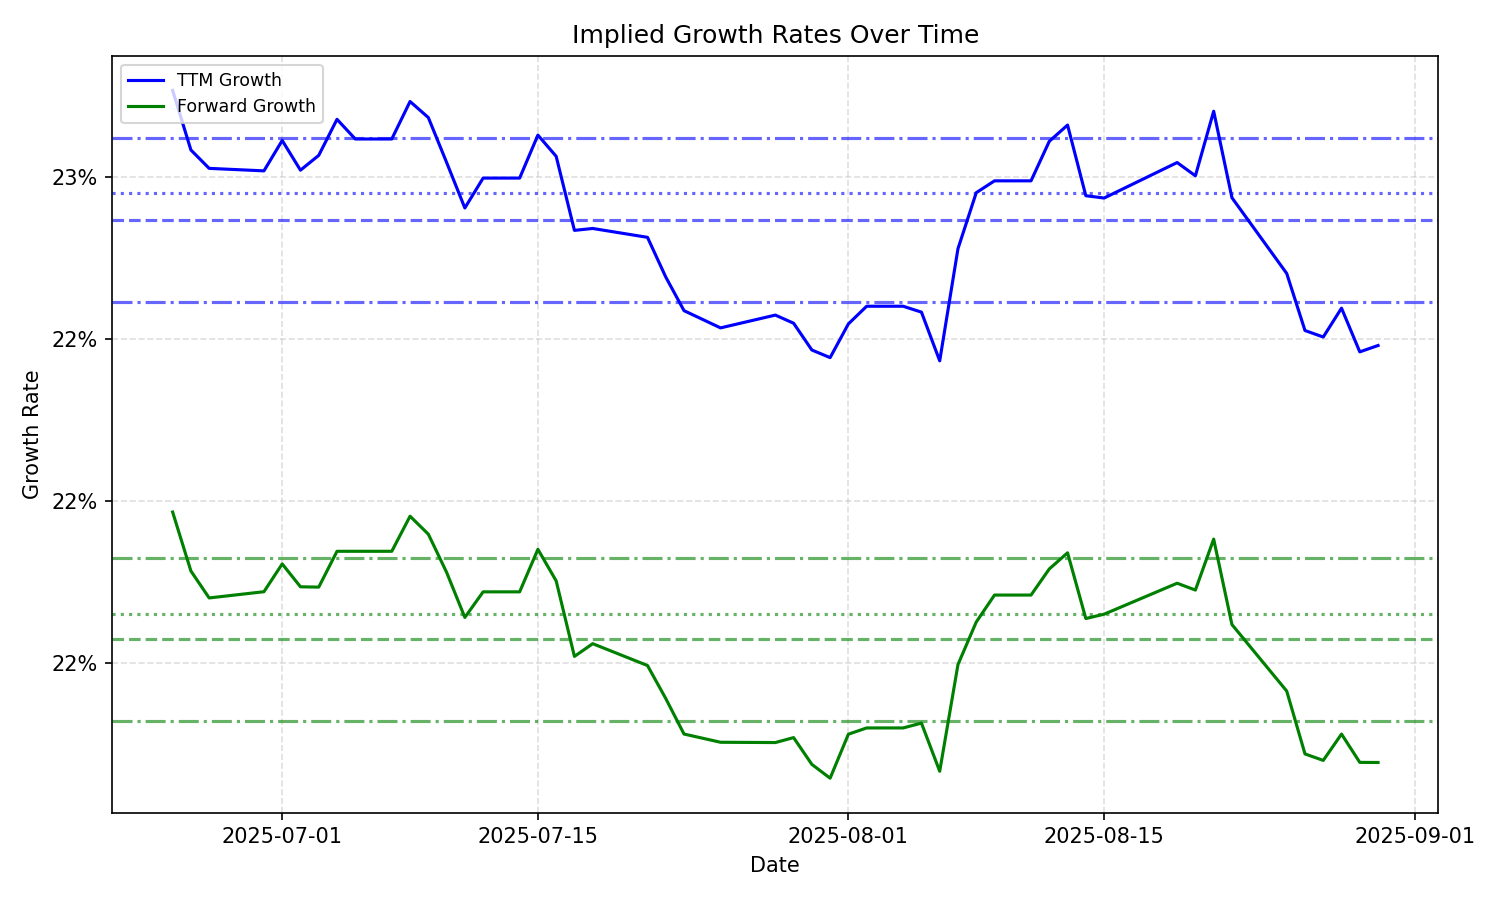 Implied Growth Rates Over Time
TTM Growth
Forward Growth
23%
22%
22%
22%
Growth Rate
2025-07-01
2025-07-15
2025-08-01
2025-08-15
2025-09-01
Date